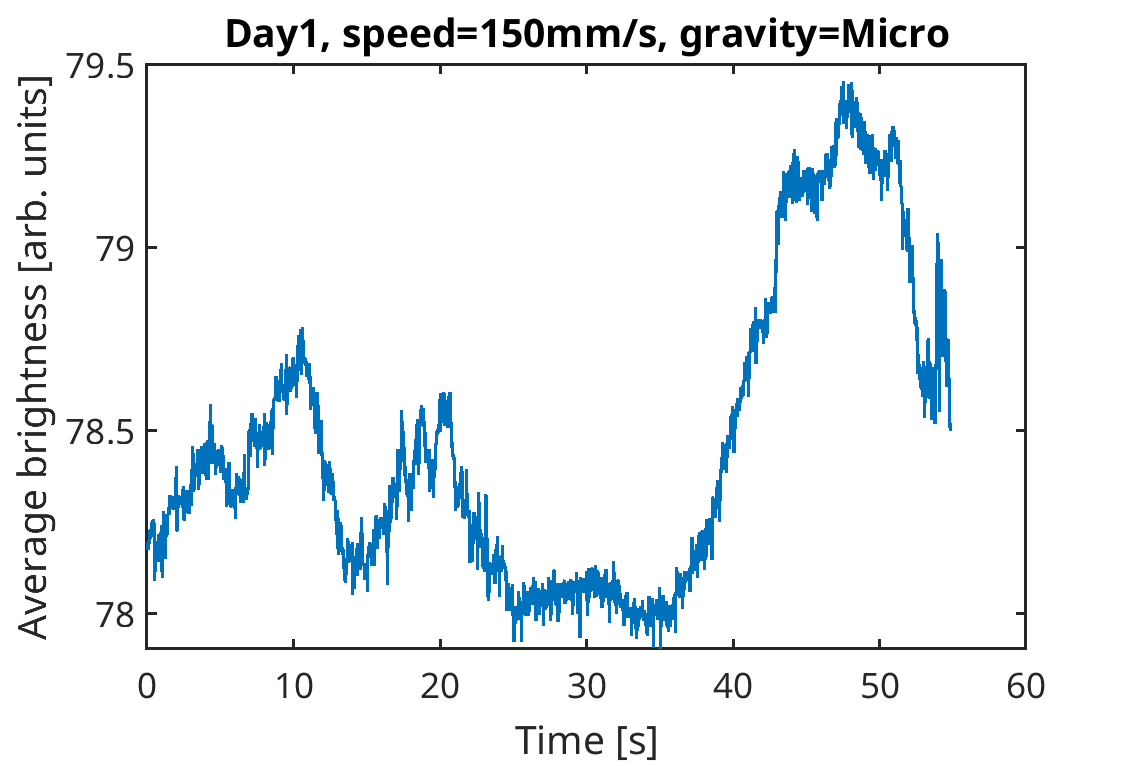 Day1, speed=150mm/s, gravity=Micro
Average brightness [arb. units]
79.5
79
78.5
78
0 10 20 30 40 50 60
Time [s]